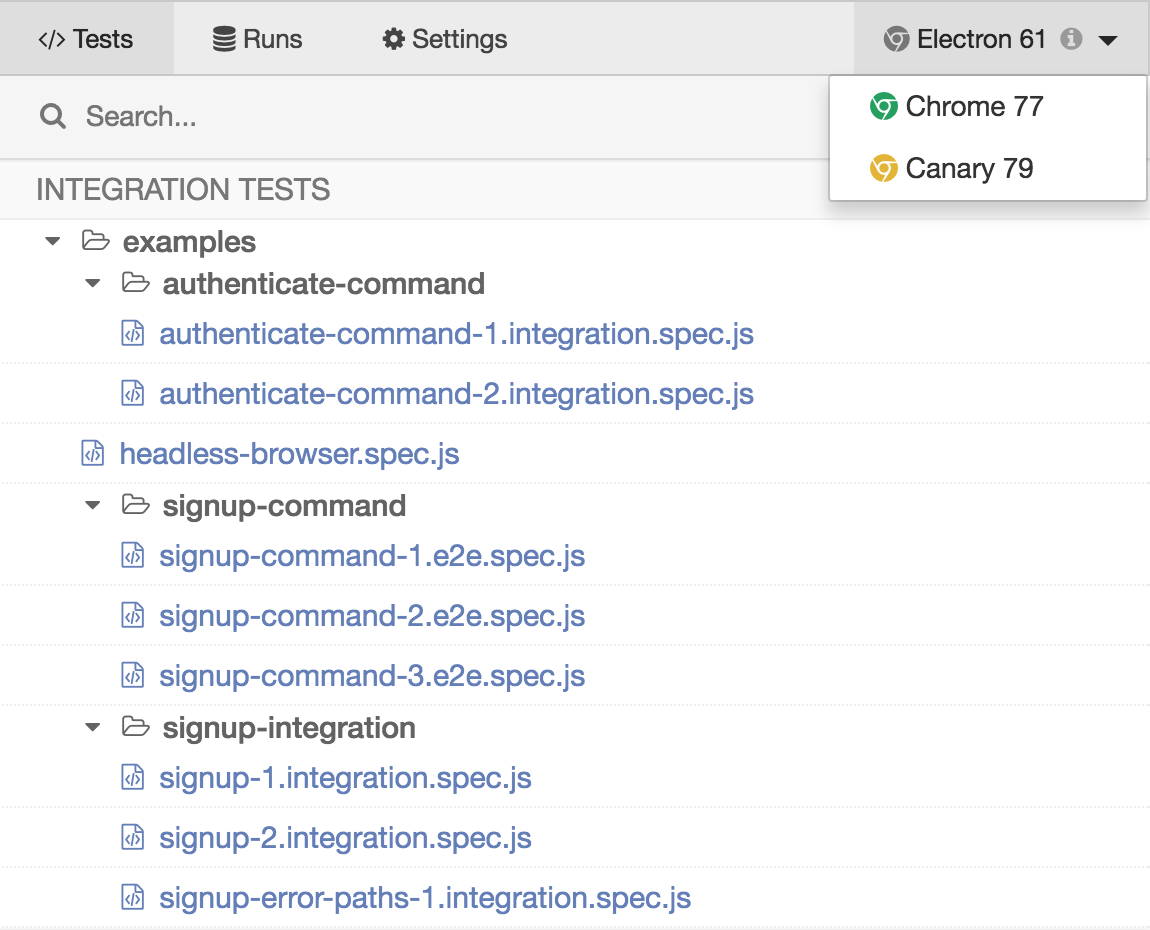 Tests Runs Settings Electron 61
Chrome 77
Search...
Canary 79
INTEGRATION TESTS
examples
authenticate-command
authenticate-command-1.integration.spec.js
authenticate-command-2.integration.spec.js
headless-browser.spec.js
signup-command
signup-command-1.e2e.spec.js
signup-command-2.e2e.spec.js
signup-command-3.e2e.spec.js
signup-integration
signup-1.integration.spec.js
signup-2.integration.spec.js
signup-error-paths-1.integration.spec.js